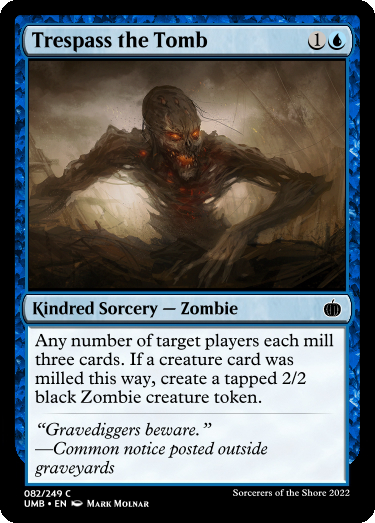 Trespass the Tomb 1
Kindred Sorcery — Zombie
Any number of target players each mill
three cards. If a creature card was
milled this way, create a tapped 2/2
black Zombie creature token.
“Gravediggers beware.”
—Common notice posted outside
graveyards
082/249 C
Sorcerers of the Shore 2022
UMB • EN Mark Molnar